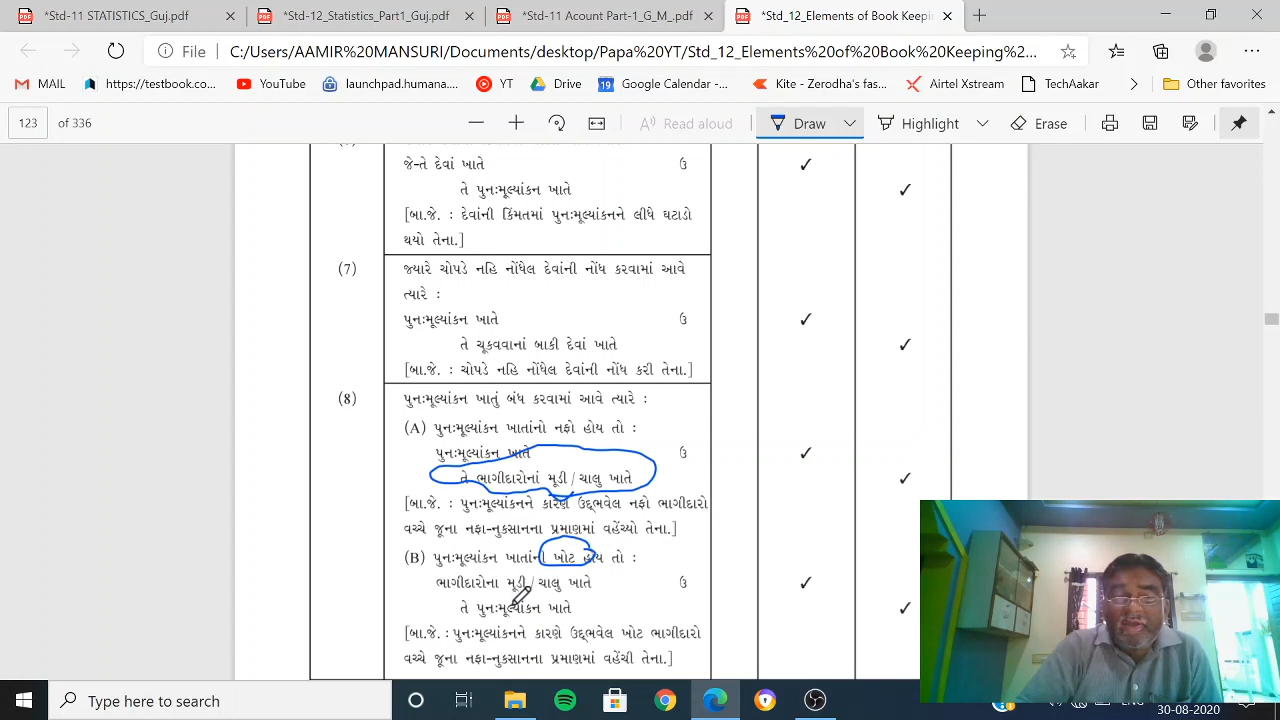 *Std-12 STATISTICS_Guj.pdf
*Std-12_Statistics_Part1_Guj.pdf
*Std-11 Acount Part-1_G_M_.pdf
*Std_12_Elements of Book Keepi
File
C:/Users/AAMIR%20MANSURI/Documents/desktop/Papa%20YT/Std_12_Elements%20of%20Book%20Keeping%2...
MAIL
https://testbook.co...
YouTube
launchpad.humana....
YT
Drive
Google Calendar -...
Kite - Zerodha's fas...
Airtel Xstream
TechAakar
Other favorites
123 of 336
Read aloud
Draw
Highlight
Erase
જે-તે દેવાં ખાતે ઉ ✓
તે પુનઃમૂલ્યાંકન ખાતે ✓
[બા.જે. : દેવાંની કિંમતમાં પુનઃમૂલ્યાંકનને લીધે ઘટાડો
થયો તેના.]
(7) જ્યારે ચોપડે નહિ નોંધેલ દેવાંની નોંધ કરવામાં આવે
ત્યારે :
પુનઃમૂલ્યાંકન ખાતે ઉ ✓
તે ચૂકવવાનાં બાકી દેવાં ખાતે ✓
[બા.જે. : ચોપડે નહિ નોંધેલ દેવાંની નોંધ કરી તેના.]
(8) પુનઃમૂલ્યાંકન ખાતું બંધ કરવામાં આવે ત્યારે :
(A) પુનઃમૂલ્યાંકન ખાતાંનો નફો હોય તો :
પુનઃમૂલ્યાંકન ખાતે ઉ ✓
તે ભાગીદારોનાં મૂડી/ચાલુ ખાતે ✓
[બા.જે. : પુનઃમૂલ્યાંકનને કારણે ઉદ્દભવેલ નફો ભાગીદારો
વચ્ચે જૂના નફા-નુકસાનના પ્રમાણમાં વહેંચ્યો તેના.]
(B) પુનઃમૂલ્યાંકન ખાતાંની ખોટ હોય તો :
ભાગીદારોના મૂડી/ચાલુ ખાતે ઉ ✓
તે પુનઃમૂલ્યાંકન ખાતે ✓
[બા.જે. : પુનઃમૂલ્યાંકનને કારણે ઉદ્દભવેલ ખોટ ભાગીદારો
વચ્ચે જૂના નફા-નુકસાનના પ્રમાણમાં વહેંચી તેના.]
Type here to search
ENG
30-08-2020